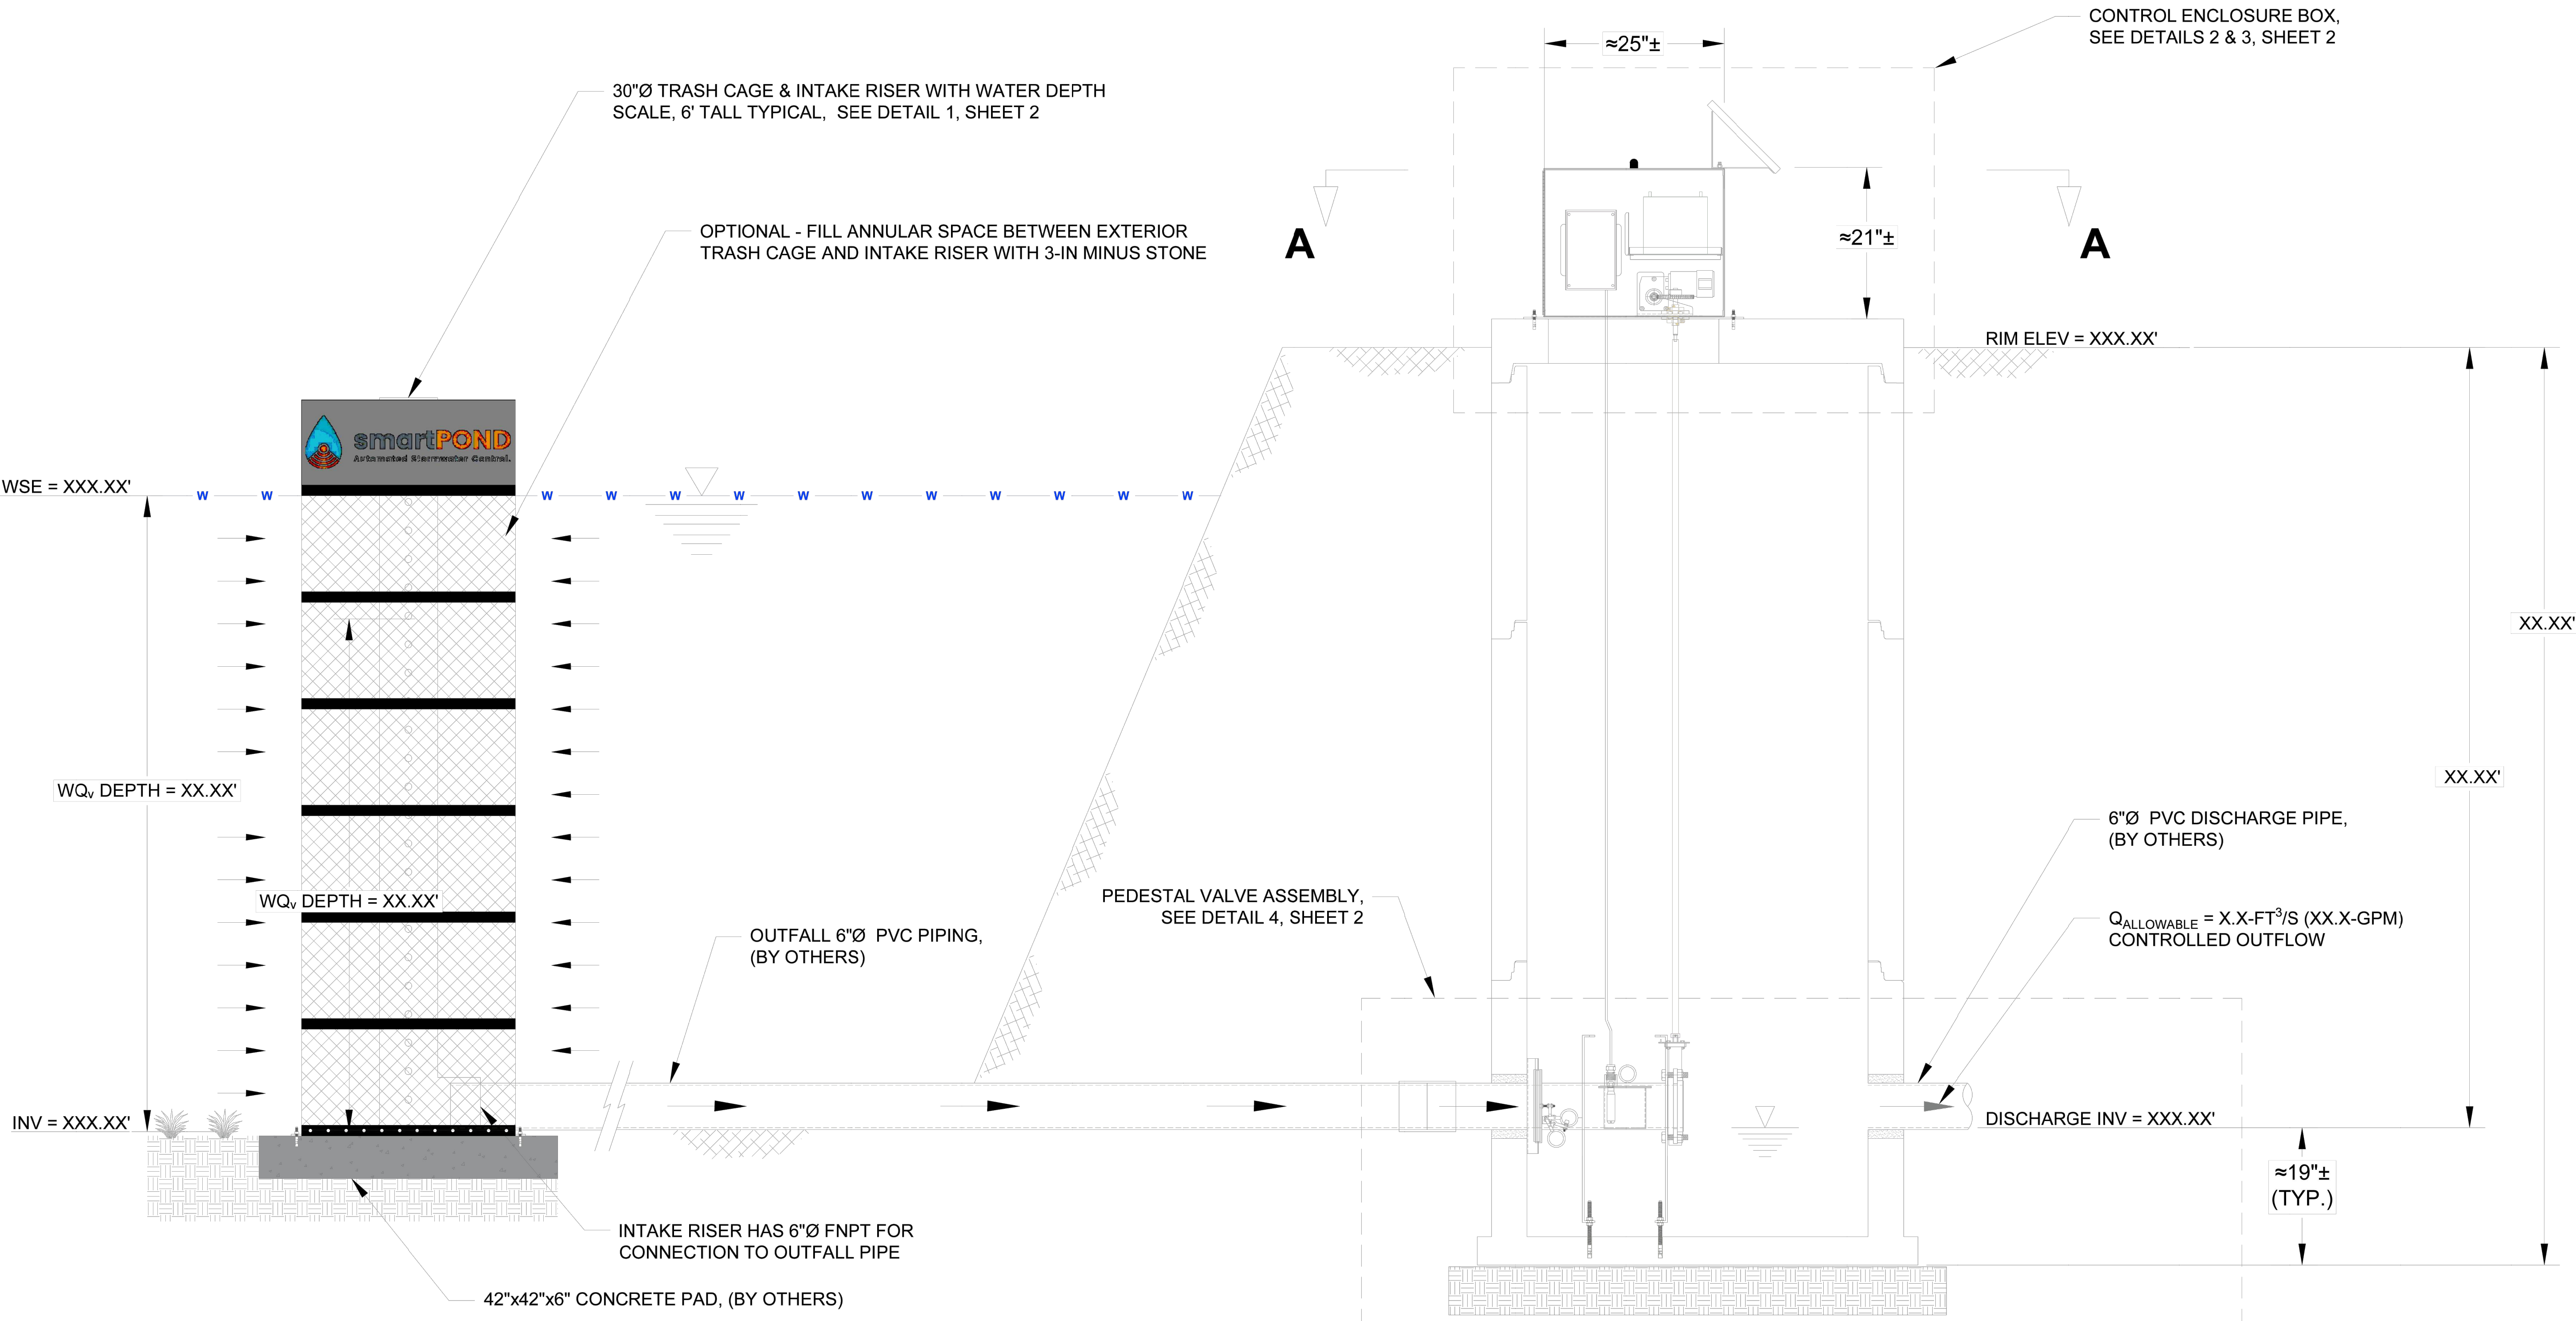 CONTROL ENCLOSURE BOX,
SEE DETAILS 2 & 3, SHEET 2
≈25"±
30"Ø TRASH CAGE & INTAKE RISER WITH WATER DEPTH
SCALE, 6' TALL TYPICAL, SEE DETAIL 1, SHEET 2
OPTIONAL - FILL ANNULAR SPACE BETWEEN EXTERIOR
TRASH CAGE AND INTAKE RISER WITH 3-IN MINUS STONE
A
A
≈21"±
RIM ELEV = XXX.XX'
smartPOND
Automated Stormwater Control.
WSE = XXX.XX'
W W W W W W W W W W W W W
XX.XX'
XX.XX'
WQᵥ DEPTH = XX.XX'
6"Ø PVC DISCHARGE PIPE,
(BY OTHERS)
WQᵥ DEPTH = XX.XX'
PEDESTAL VALVE ASSEMBLY,
SEE DETAIL 4, SHEET 2
QALLOWABLE = X.X-FT³/S (XX.X-GPM)
CONTROLLED OUTFLOW
OUTFALL 6"Ø PVC PIPING,
(BY OTHERS)
INV = XXX.XX'
DISCHARGE INV = XXX.XX'
≈19"±
(TYP.)
INTAKE RISER HAS 6"Ø FNPT FOR
CONNECTION TO OUTFALL PIPE
42"x42"x6" CONCRETE PAD, (BY OTHERS)